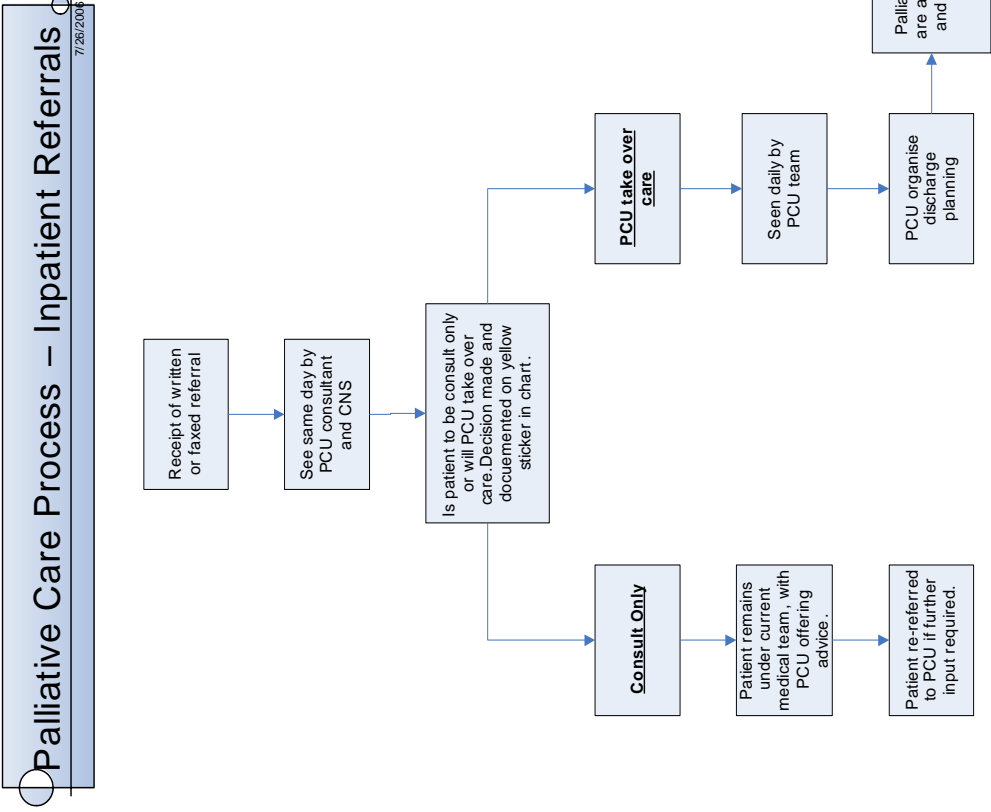 Palliative Care Process – Inpatient Referrals
7/26/2006
Receipt of written
or faxed referral
See same day by
PCU consultant
and CNS
Is patient to be consult only
or will PCU take over
care.Decision made and
docuemented on yellow
sticker in chart.
Consult Only
Patient remains
under current
medical team, with
PCU offering
advice.
Patient re-referred
to PCU if further
input required.
PCU take over
care
Seen daily by
PCU team
PCU organise
discharge
planning
are
and